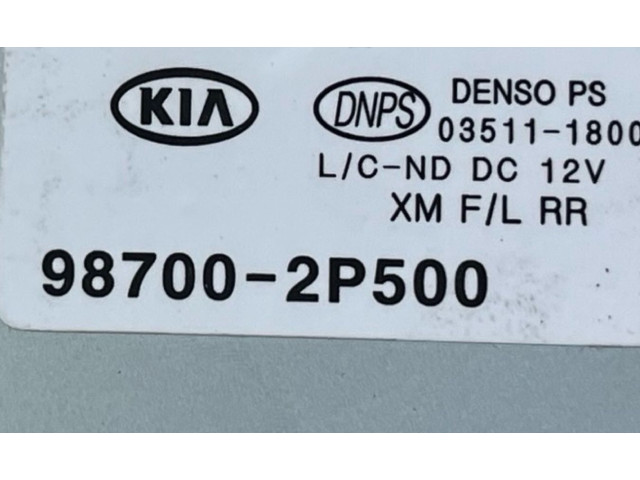 KIA DNPS DENSO PS
03511-1800
L/C-ND DC 12V
XM F/L RR
98700-2P500